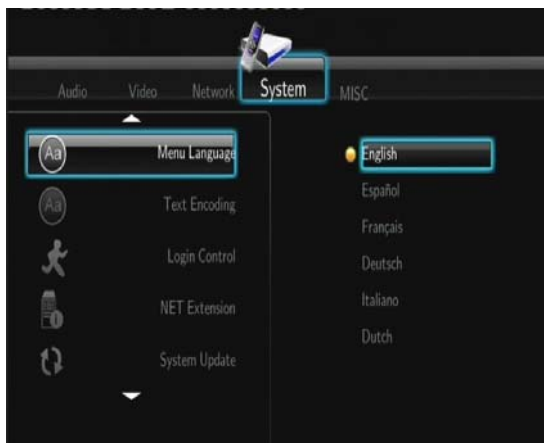 Audio Video Network System MISC
Menu Language
Text Encoding
Login Control
NET Extension
System Update
English
Español
Français
Deutsch
Italiano
Dutch